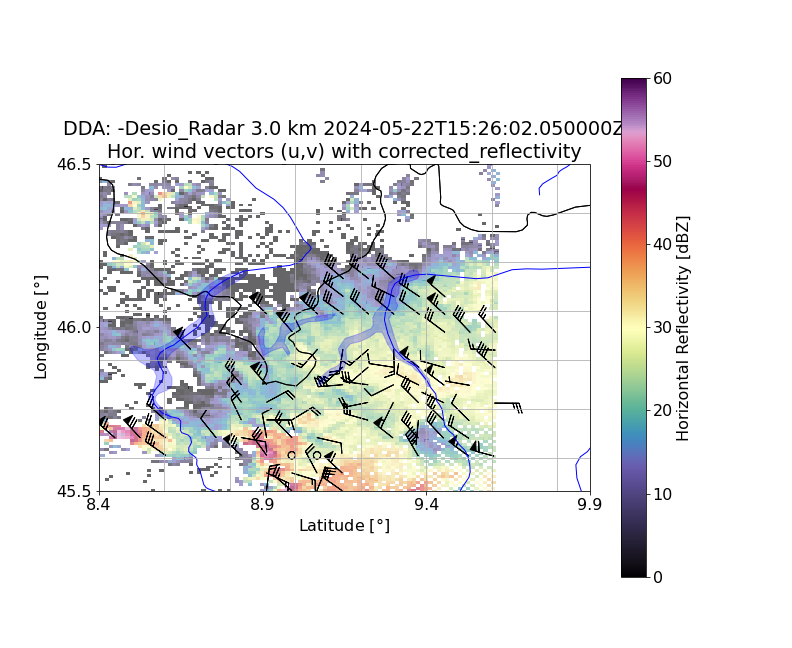 DDA: -Desio_Radar 3.0 km 2024-05-22T15:26:02.050000Z
Hor. wind vectors (u,v) with corrected_reflectivity
46.5
46.0
45.5
Longitude [°]
8.4
8.9
9.4
9.9
Latitude [°]
60
50
40
30
20
10
0
Horizontal Reflectivity [dBZ]